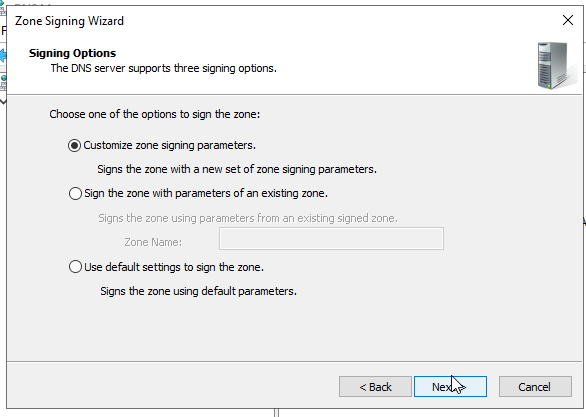 Zone Signing Wizard
Signing Options
The DNS server supports three signing options.
Choose one of the options to sign the zone:
Customize zone signing parameters.
Signs the zone with a new set of zone signing parameters.
Sign the zone with parameters of an existing zone.
Signs the zone using parameters from an existing signed zone.
Zone Name:
Use default settings to sign the zone.
Signs the zone using default parameters.
< Back Next > Cancel